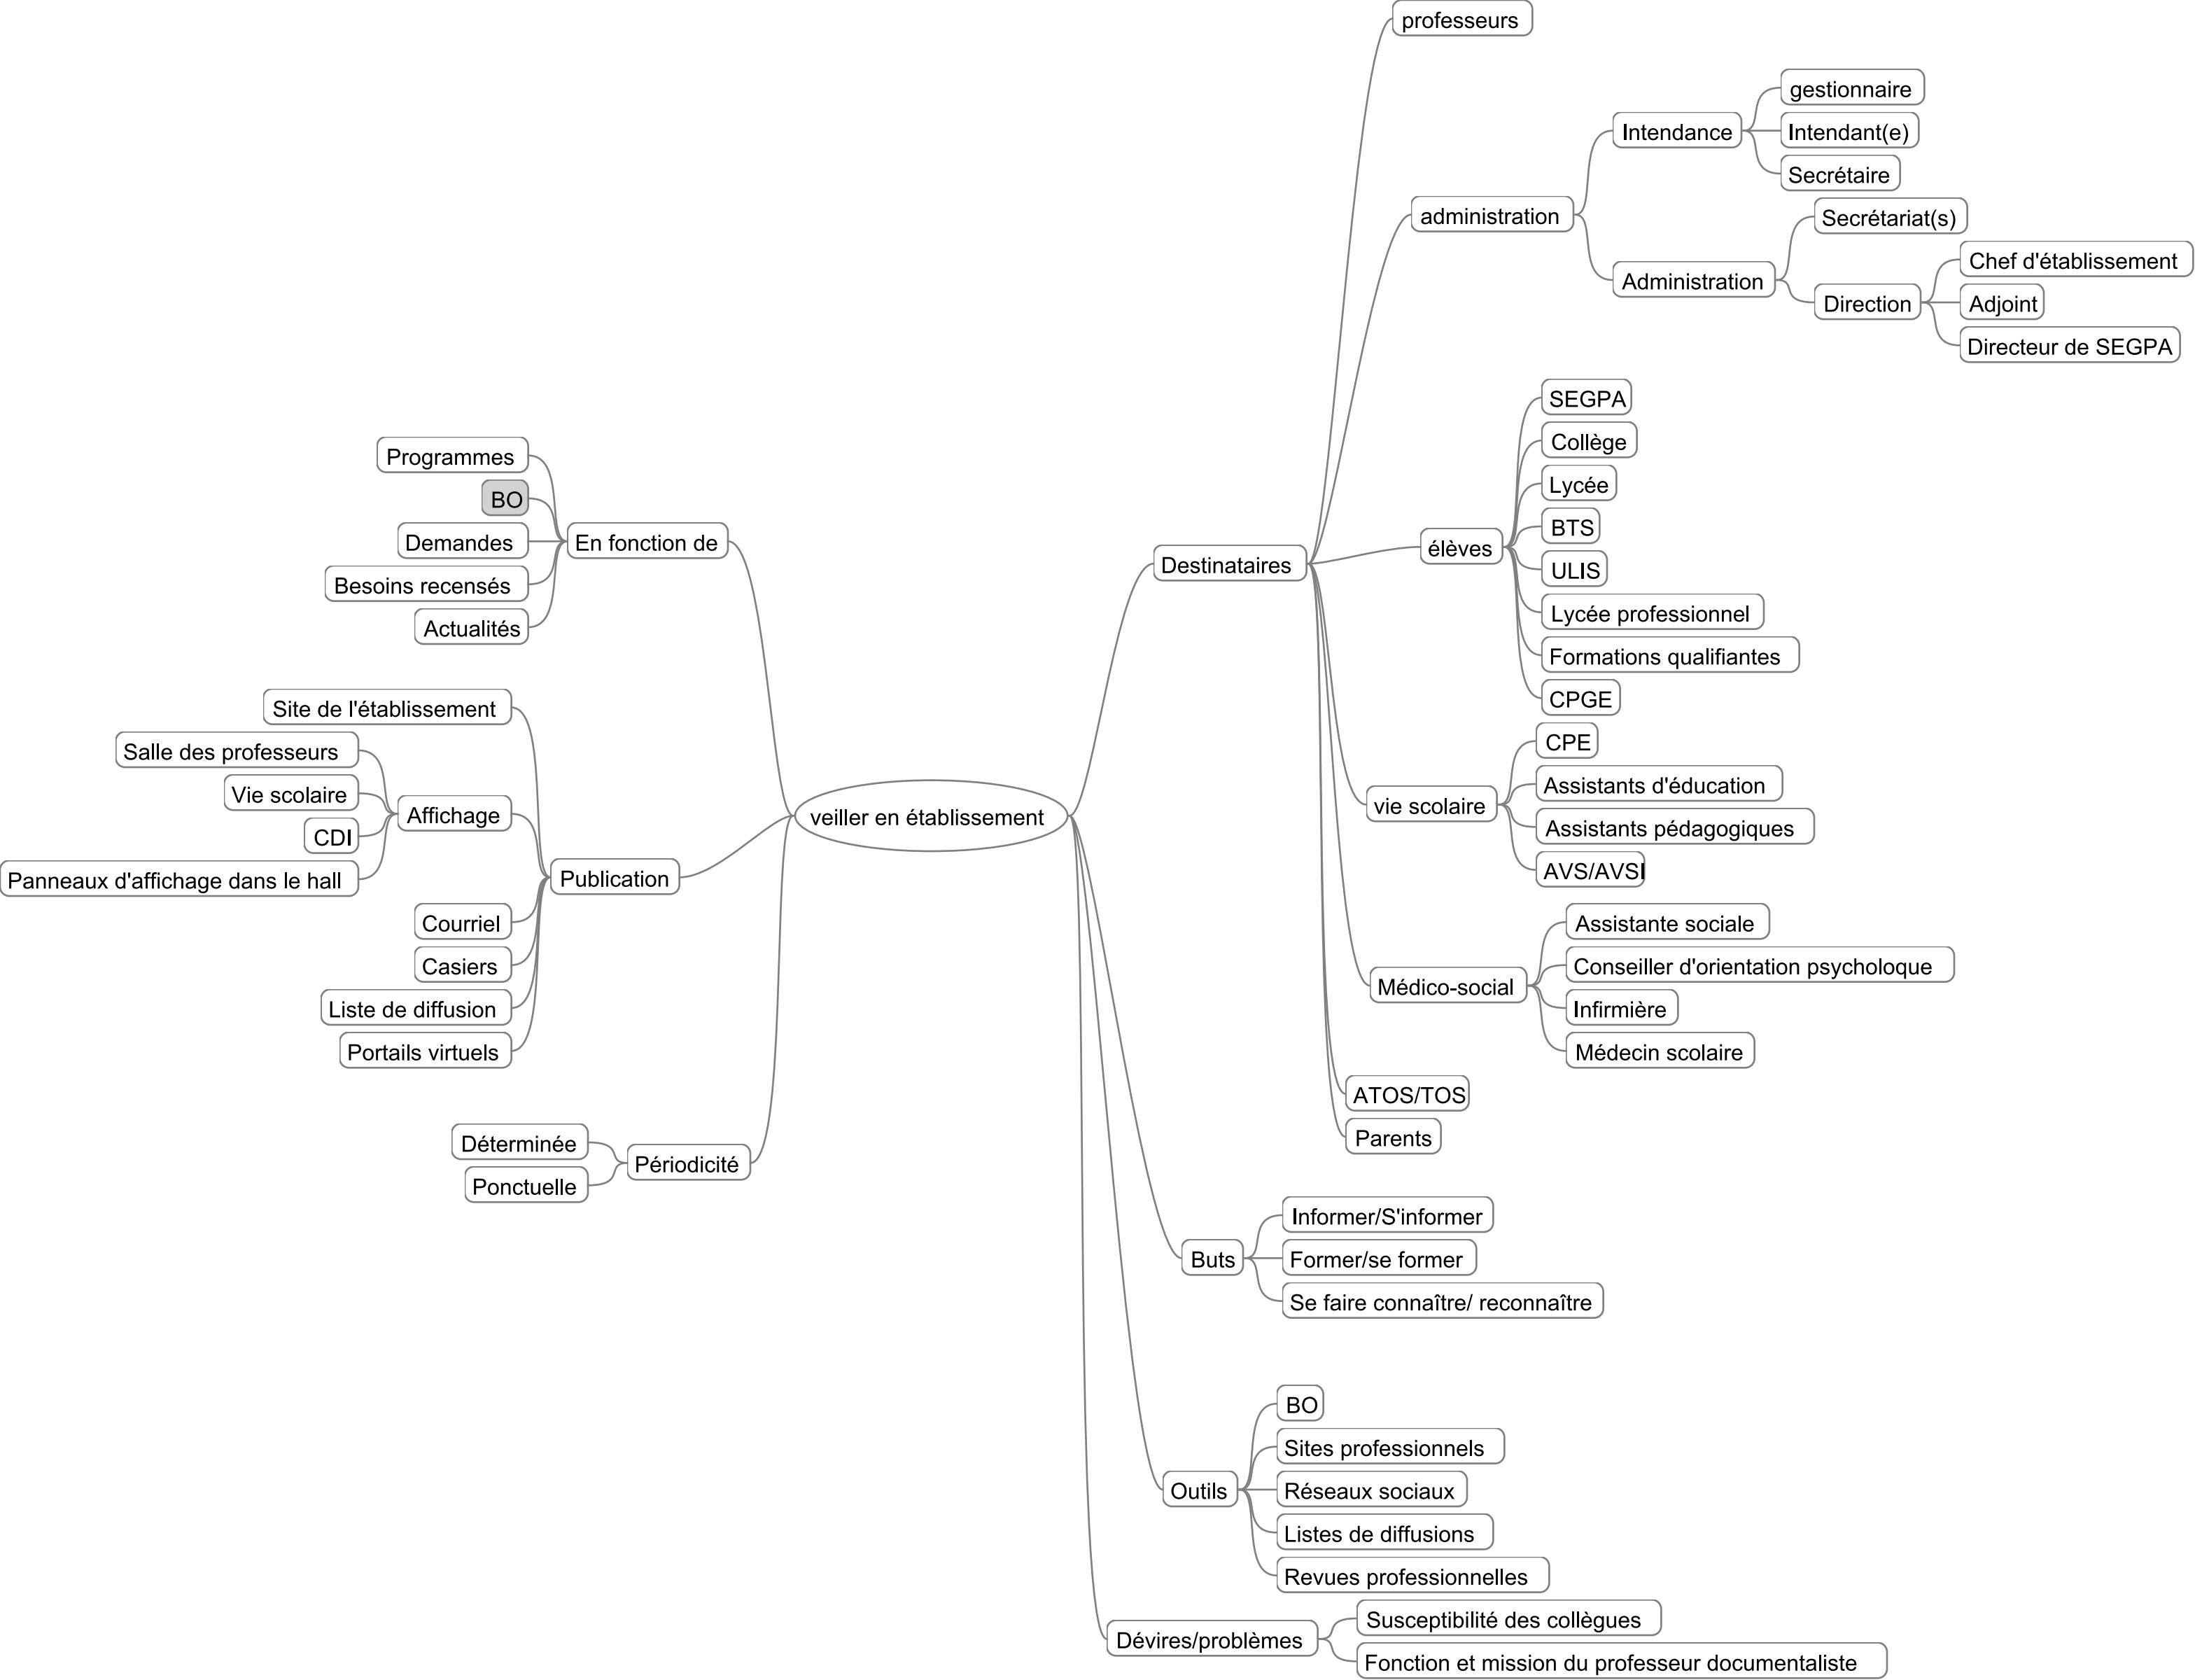 veiller en établissement
En fonction de
Programmes
BO
Demandes
Besoins recensés
Actualités
Publication
Site de l'établissement
Affichage
Salle des professeurs
Vie scolaire
CDI
Panneaux d'affichage dans le hall
Courriel
Casiers
Liste de diffusion
Portails virtuels
Périodicité
Déterminée
Ponctuelle
Destinataires
professeurs
administration
Intendance
gestionnaire
Intendant(e)
Secrétaire
Administration
Secrétariat(s)
Direction
Chef d'établissement
Adjoint
Directeur de SEGPA
élèves
SEGPA
Collège
Lycée
BTS
ULIS
Lycée professionnel
Formations qualifiantes
CPGE
vie scolaire
CPE
Assistants d'éducation
Assistants pédagogiques
AVS/AVSI
Médico-social
Assistante sociale
Conseiller d'orientation psycholoque
Infirmière
Médecin scolaire
ATOS/TOS
Parents
Buts
Informer/S'informer
Former/se former
Se faire connaître/ reconnaître
Outils
BO
Sites professionnels
Réseaux sociaux
Listes de diffusions
Revues professionnelles
Dévires/problèmes
Susceptibilité des collègues
Fonction et mission du professeur documentaliste